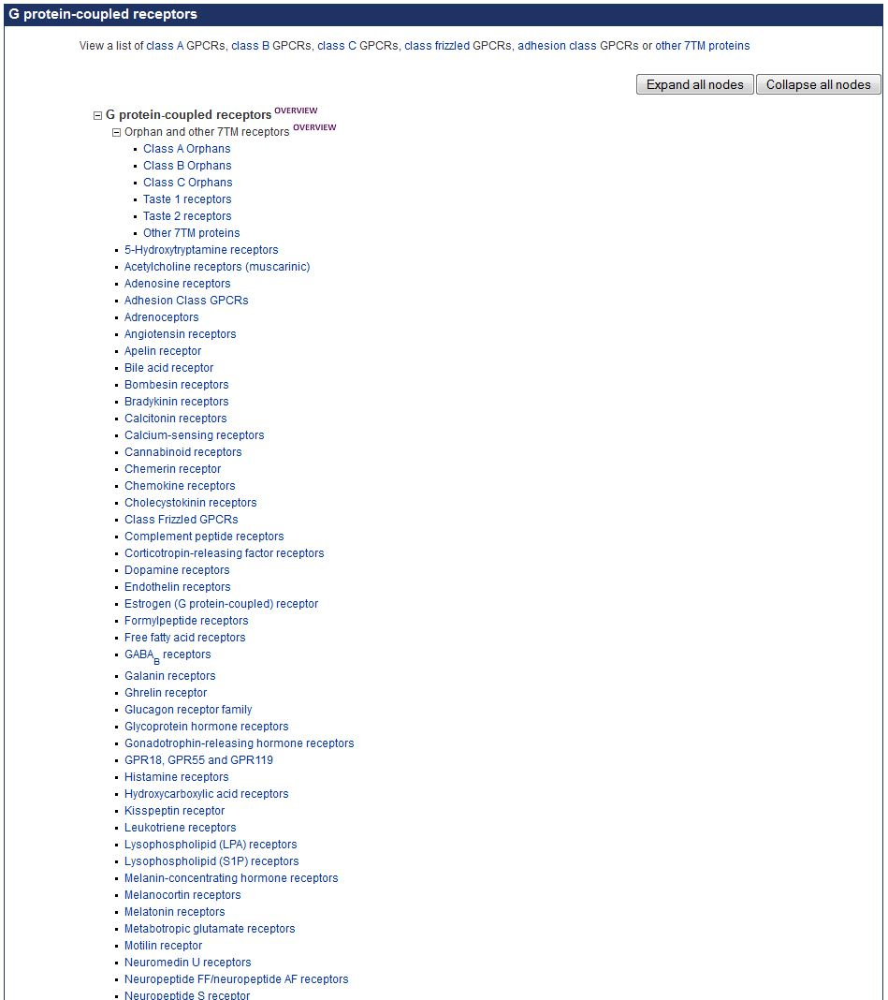 G protein-coupled receptors
View a list of class A GPCRs, class B GPCRs, class C GPCRs, class frizzled GPCRs, adhesion class GPCRs or other 7TM proteins
Expand all nodes Collapse all nodes
G protein-coupled receptors OVERVIEW
Orphan and other 7TM receptors OVERVIEW
Class A Orphans
Class B Orphans
Class C Orphans
Taste 1 receptors
Taste 2 receptors
Other 7TM proteins
5-Hydroxytryptamine receptors
Acetylcholine receptors (muscarinic)
Adenosine receptors
Adhesion Class GPCRs
Adrenoceptors
Angiotensin receptors
Apelin receptor
Bile acid receptor
Bombesin receptors
Bradykinin receptors
Calcitonin receptors
Calcium-sensing receptors
Cannabinoid receptors
Chemerin receptor
Chemokine receptors
Cholecystokinin receptors
Class Frizzled GPCRs
Complement peptide receptors
Corticotropin-releasing factor receptors
Dopamine receptors
Endothelin receptors
Estrogen (G protein-coupled) receptor
Formylpeptide receptors
Free fatty acid receptors
GABAB receptors
Galanin receptors
Ghrelin receptor
Glucagon receptor family
Glycoprotein hormone receptors
Gonadotrophin-releasing hormone receptors
GPR18, GPR55 and GPR119
Histamine receptors
Hydroxycarboxylic acid receptors
Kisspeptin receptor
Leukotriene receptors
Lysophospholipid (LPA) receptors
Lysophospholipid (S1P) receptors
Melanin-concentrating hormone receptors
Melanocortin receptors
Melatonin receptors
Metabotropic glutamate receptors
Motilin receptor
Neuromedin U receptors
Neuropeptide FF/neuropeptide AF receptors
Neuropeptide S receptor